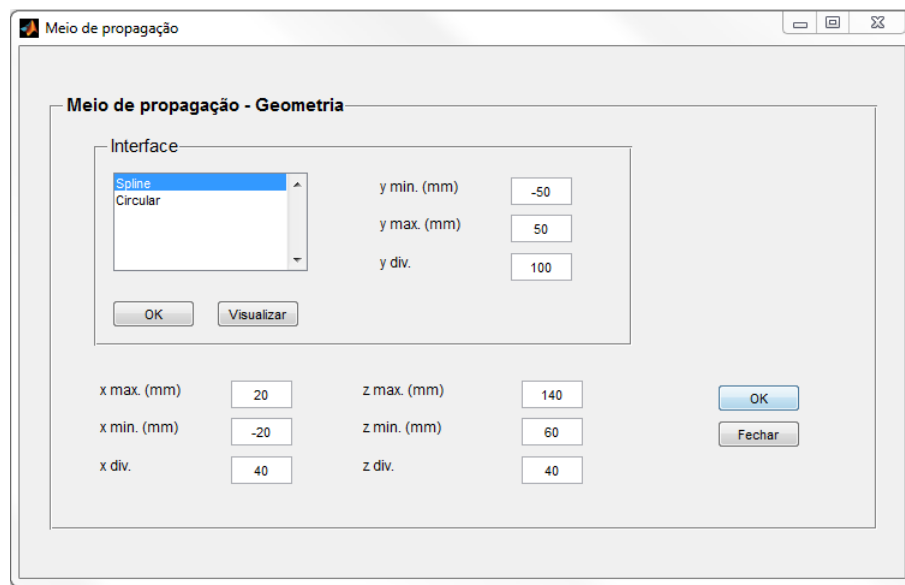 Meio de propagação
Meio de propagação - Geometria
Interface
Spline
Circular
y min. (mm) -50
y max. (mm) 50
y div. 100
OK Visualizar
x max. (mm) 20 z max. (mm) 140 OK
x min. (mm) -20 z min. (mm) 60 Fechar
x div. 40 z div. 40